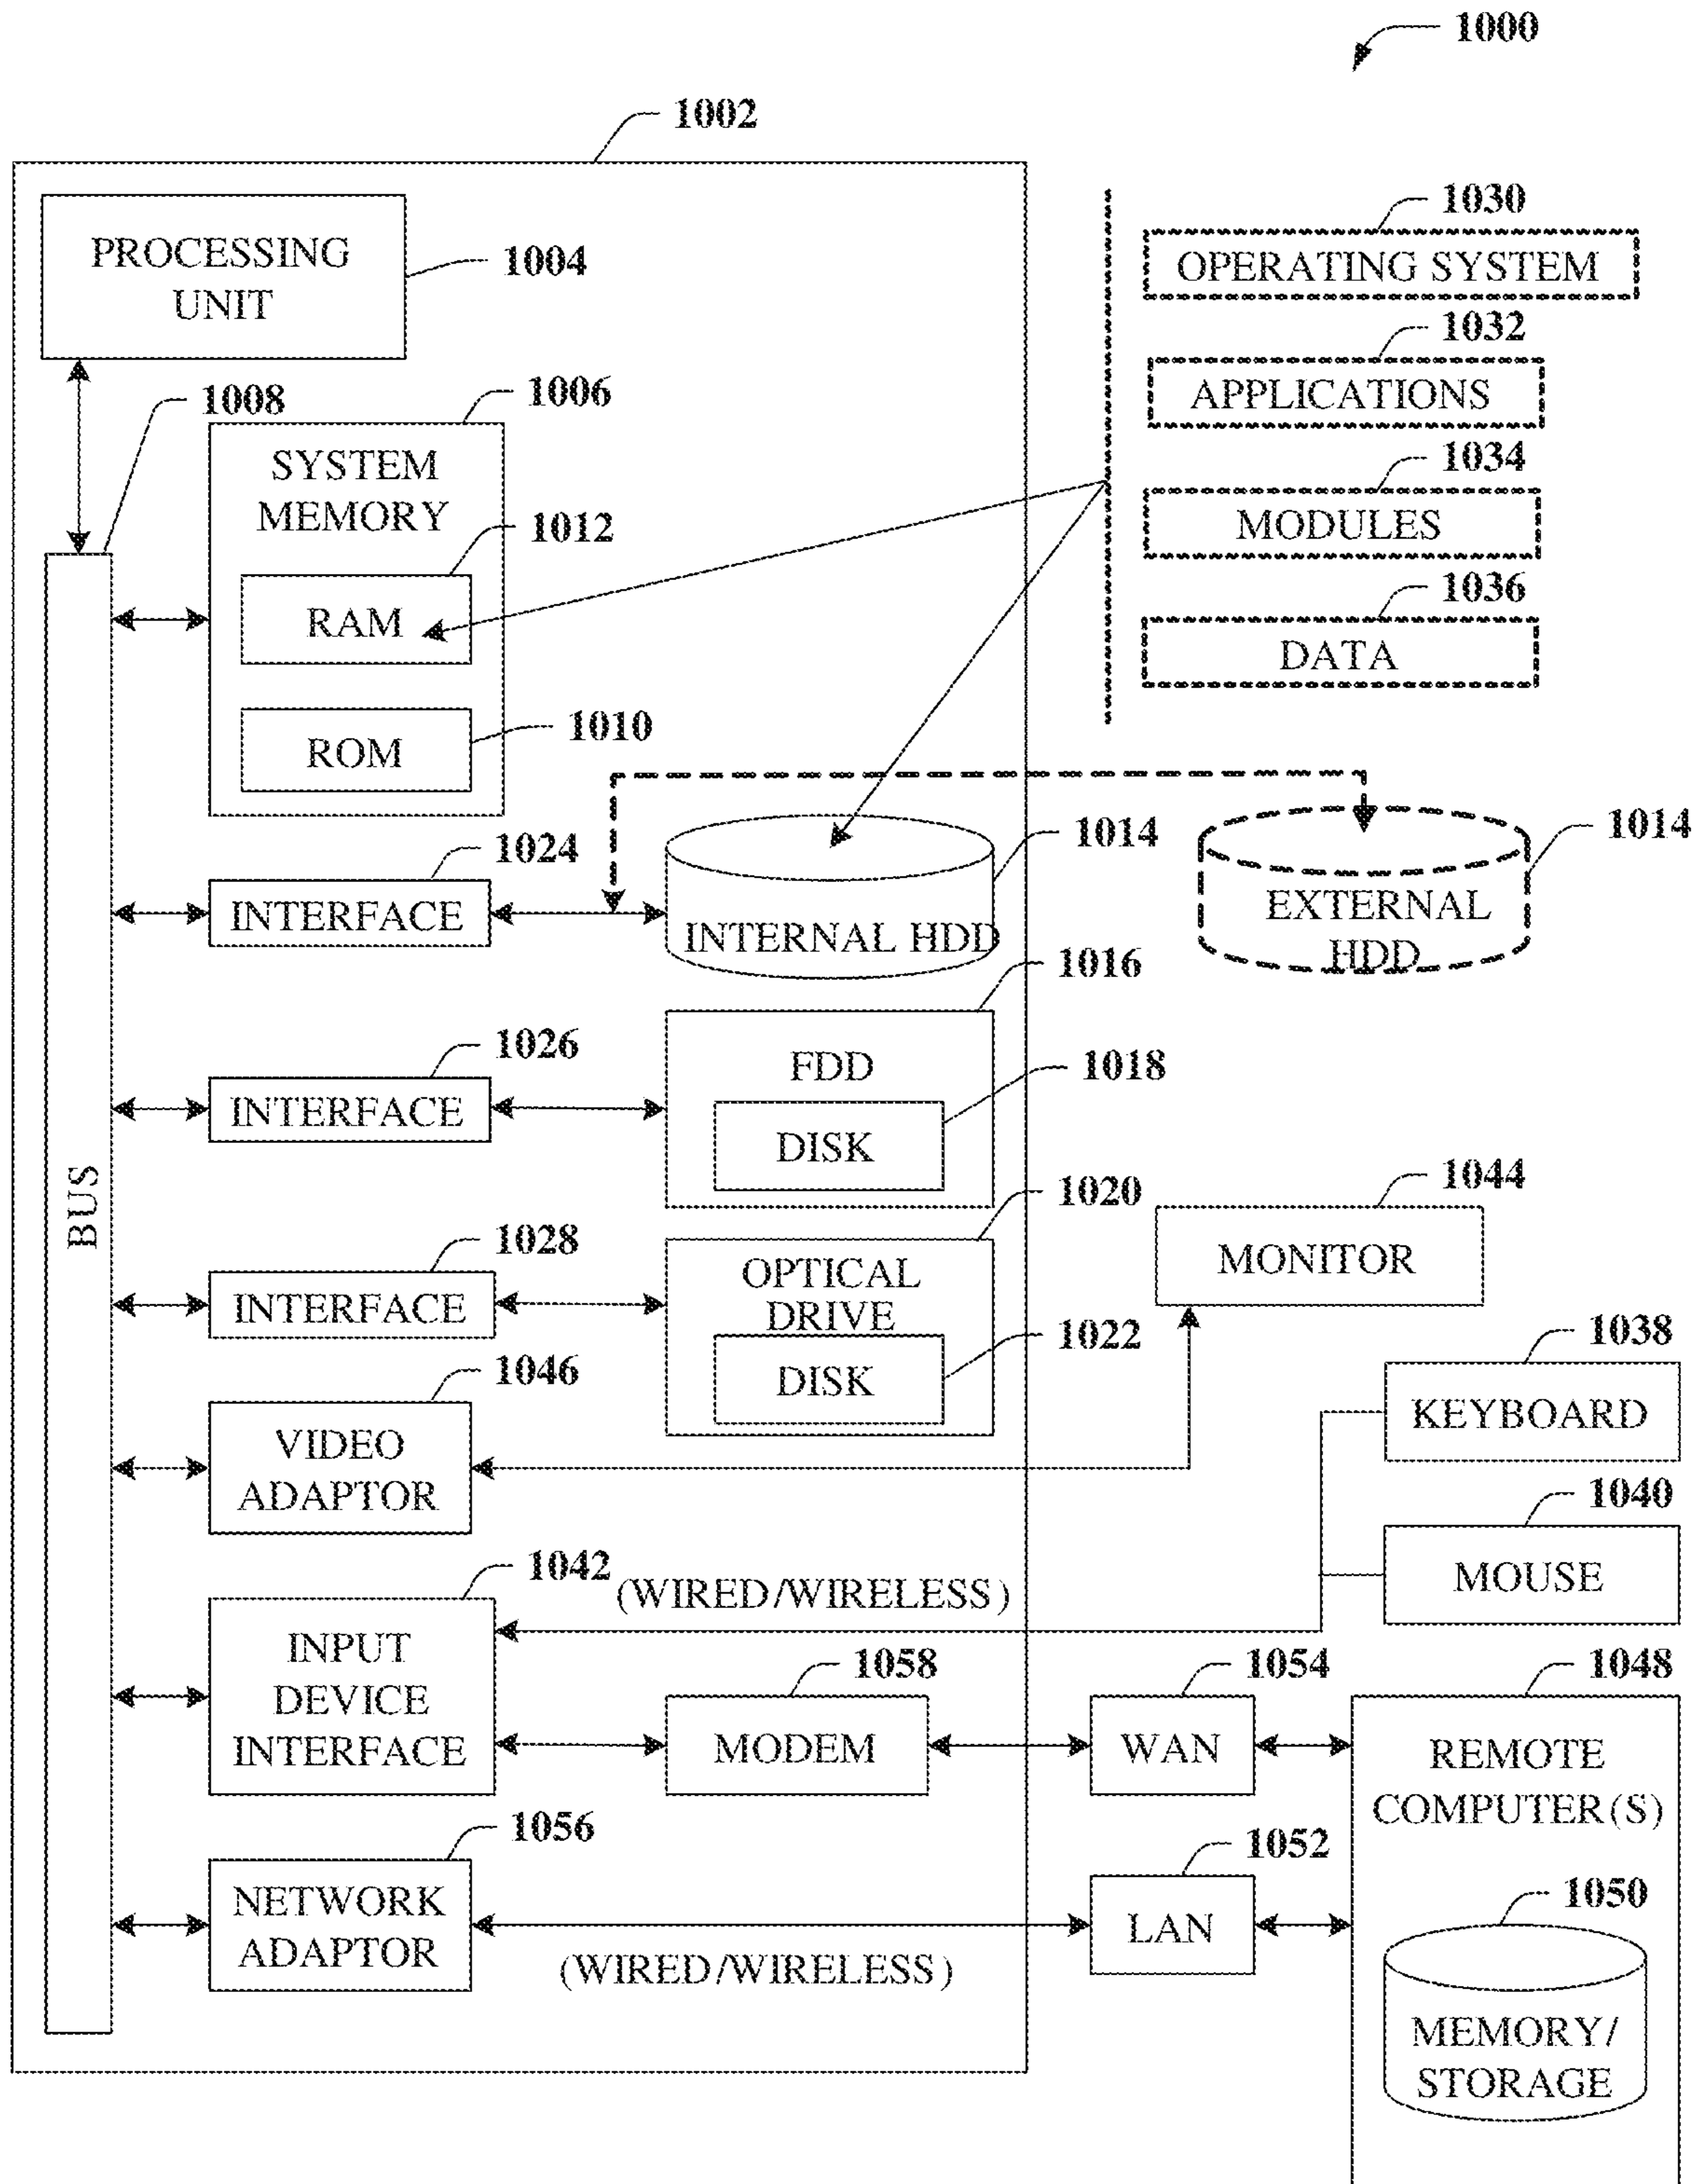 1000
1002
PROCESSING
UNIT
1004
1030
OPERATING SYSTEM
1032
APPLICATIONS
1034
MODULES
1036
DATA
1008
1006
SYSTEM
MEMORY
1012
RAM
1010
ROM
1024
INTERFACE
1014
INTERNAL HDD
1014
EXTERNAL
HDD
1026
INTERFACE
1016
FDD
1018
DISK
BUS
1028
INTERFACE
1020
OPTICAL
DRIVE
1022
DISK
1044
MONITOR
1046
VIDEO
ADAPTOR
1038
KEYBOARD
1040
MOUSE
1042
INPUT
DEVICE
INTERFACE
(WIRED/WIRELESS)
1058
MODEM
1054
WAN
1048
REMOTE
COMPUTER(S)
1056
NETWORK
ADAPTOR
(WIRED/WIRELESS)
1052
LAN
1050
MEMORY/
STORAGE